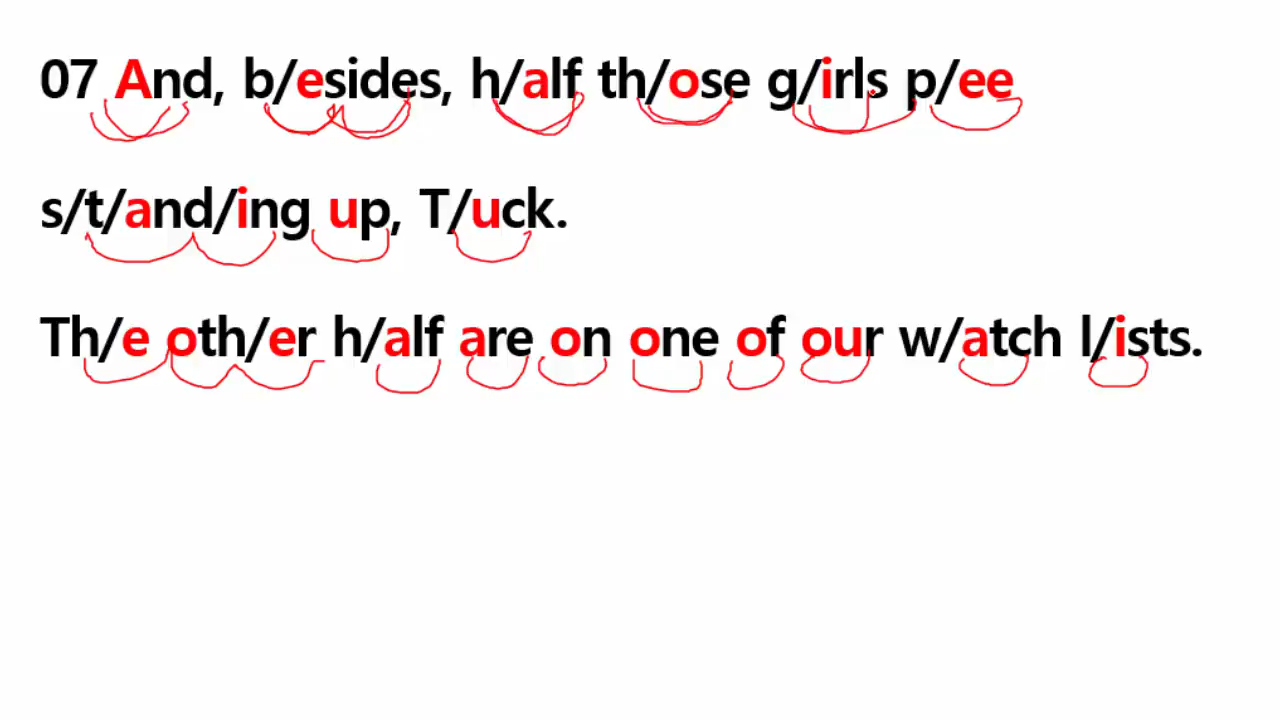 07 And, b/esides, h/alf th/ose g/irls p/ee
s/t/and/ing up, T/uck.
Th/e oth/er h/alf are on one of our w/atch l/ists.